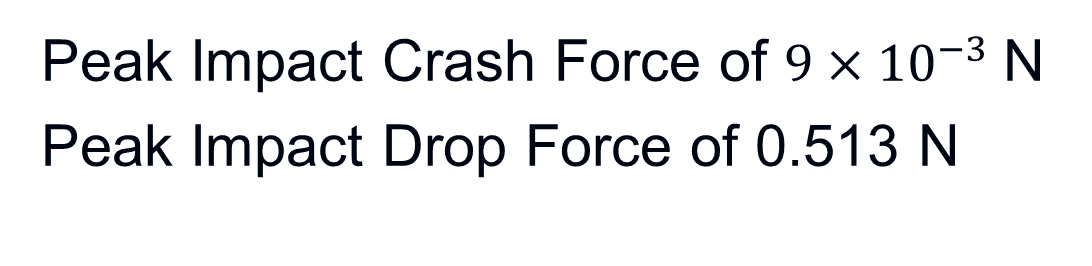 Peak Impact Crash Force of 9 × 10⁻³ N
Peak Impact Drop Force of 0.513 N